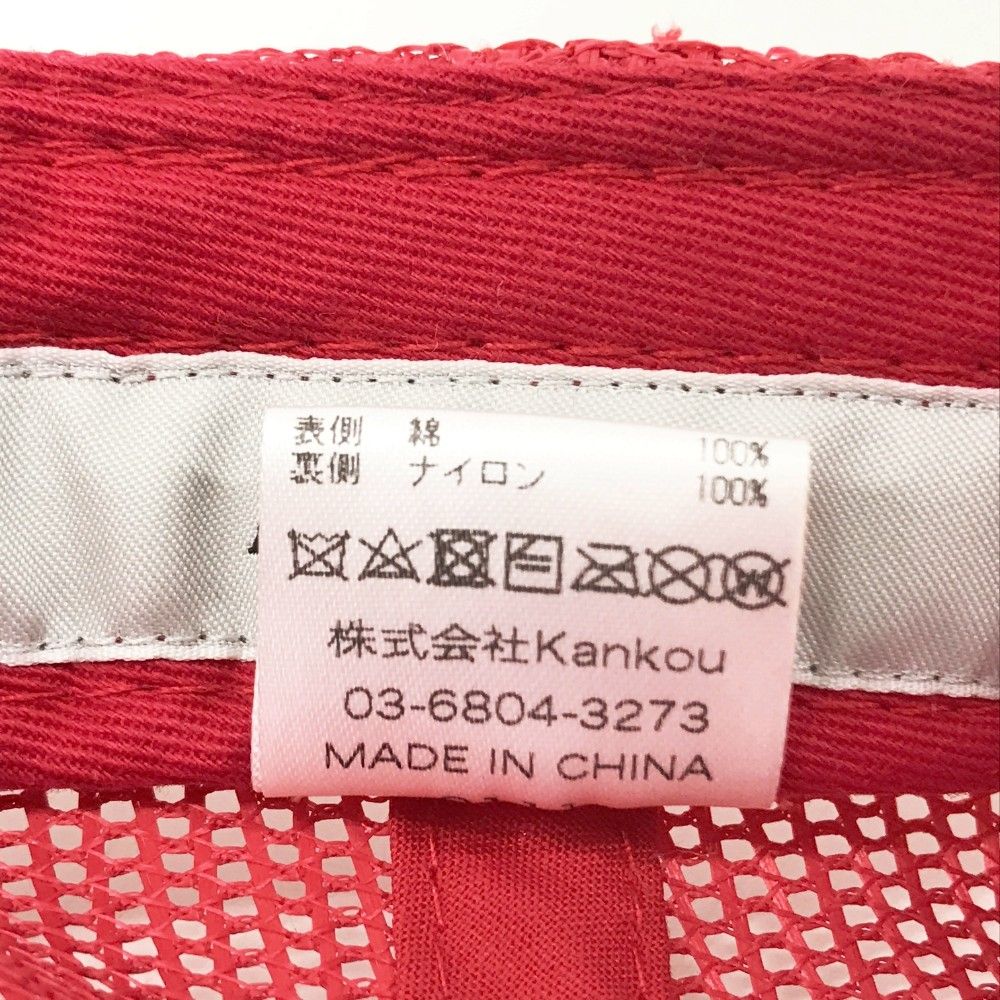 表側 綿 100%
裏側 ナイロン 100%
株式会社Kankou
03-6804-3273
MADE IN CHINA